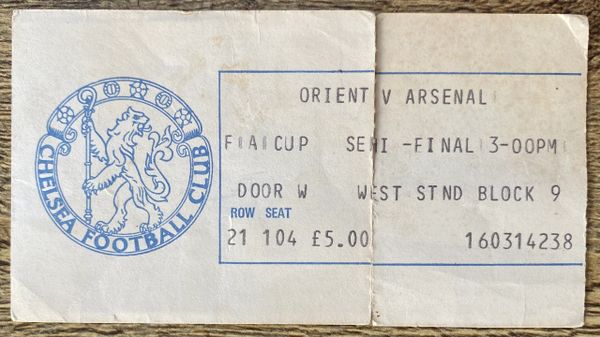 CHELSEA FOOTBALL CLUB
ORIENT V ARSENAL
F A CUP SEMI-FINAL 3-00PM
DOOR W WEST STND BLOCK 9
ROW SEAT
21 104 £5.00 160314238